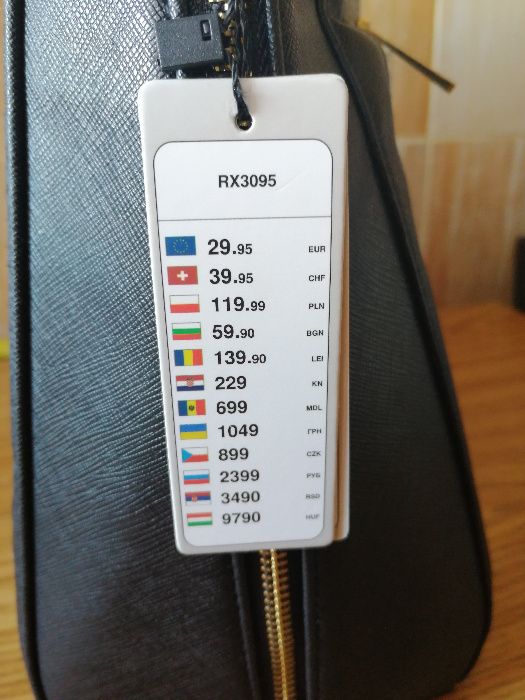 RX3095
29.95 EUR
39.95 CHF
119.99 PLN
59.90 BGN
139.90 LEI
229 KN
699 MDL
1049 ГРН
899 CZK
2399 РУБ
3490 RSD
9790 HUF